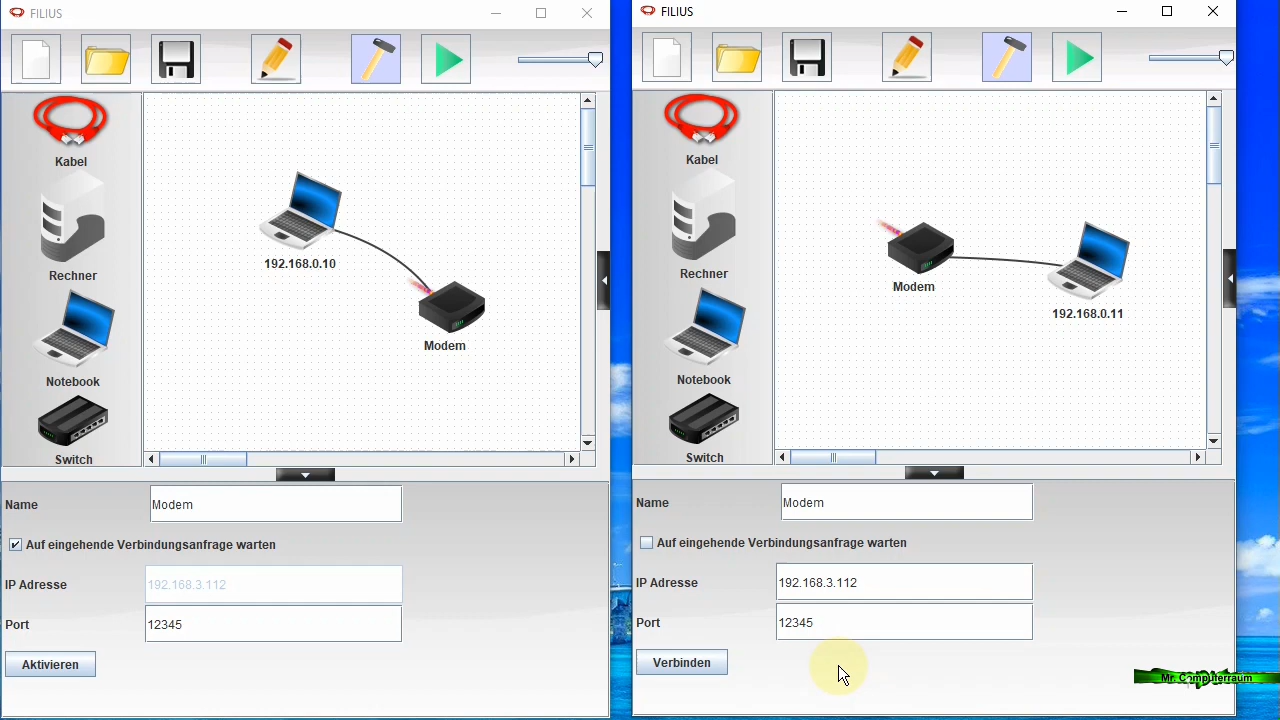 FILIUS
Kabel
Rechner
Notebook
Switch
192.168.0.10
Modem
Name
Modem
Auf eingehende Verbindungsanfrage warten
IP Adresse
192.168.3.112
Port
12345
Aktivieren
FILIUS
Kabel
Rechner
Notebook
Switch
Modem
192.168.0.11
Name
Modem
Auf eingehende Verbindungsanfrage warten
IP Adresse
192.168.3.112
Port
12345
Verbinden
Mr. Computerraum